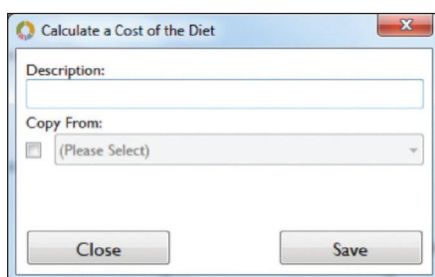 Calculate a Cost of the Diet
Description:
Copy From:
(Please Select)
Close Save